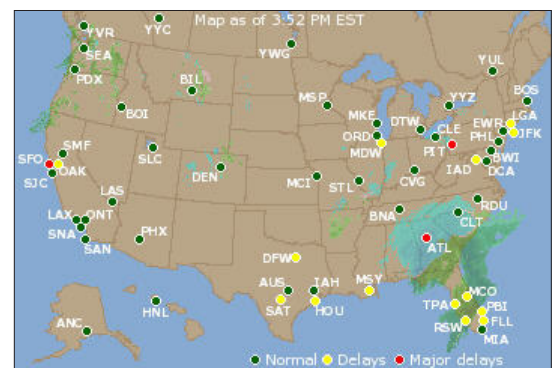 Map as of 3:52 PM EST
YVR
YYC
SEA
YWG
PDX
YUL
BIL
BOI
MSP
YYZ
BOS
MKE
DTW
CLE
EWR
LGA
JFK
PHL
ORD
MDW
PIT
SMF
SFO
OAK
SJC
SLC
DEN
MCI
STL
CVG
IAD
BWI
DCA
LAS
RDU
BNA
CLT
LAX
ONT
SNA
SAN
PHX
ATL
DFW
AUS
IAH
MSY
SAT
HOU
MCO
TPA
PBI
RSW
FLL
MIA
HNL
ANC
Normal Delays Major delays